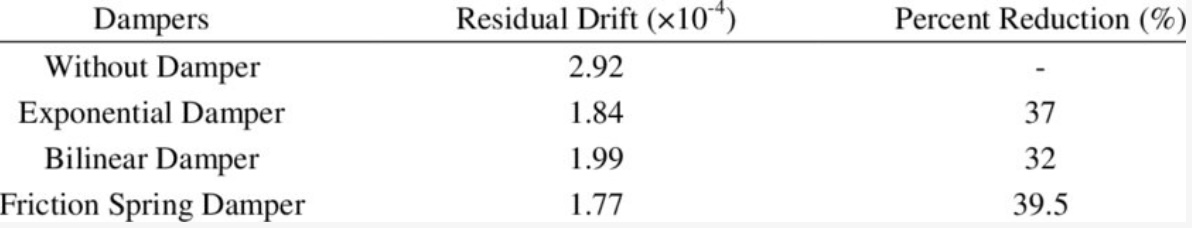 Dampers Residual Drift (×10⁻⁴) Percent Reduction (%)
Without Damper 2.92 -
Exponential Damper 1.84 37
Bilinear Damper 1.99 32
Friction Spring Damper 1.77 39.5